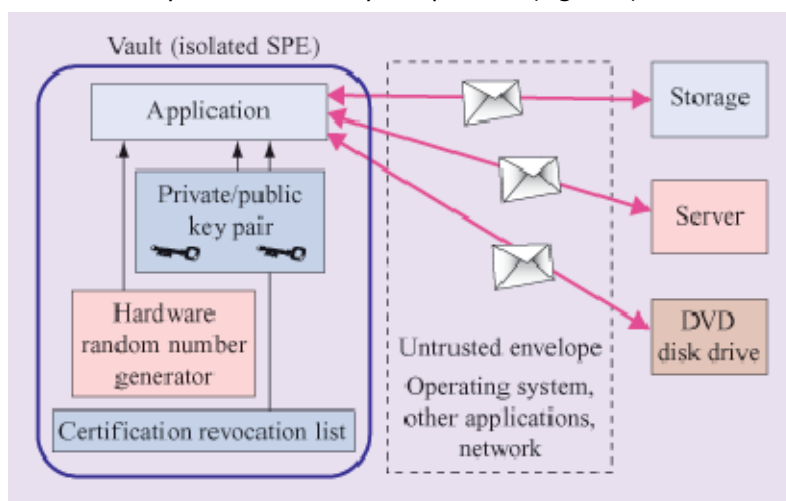 Vault (isolated SPE)
Application
Private/public
key pair
Hardware
random number
generator
Certification revocation list
Untrusted envelope
Operating system,
other applications,
network
Storage
Server
DVD
disk drive